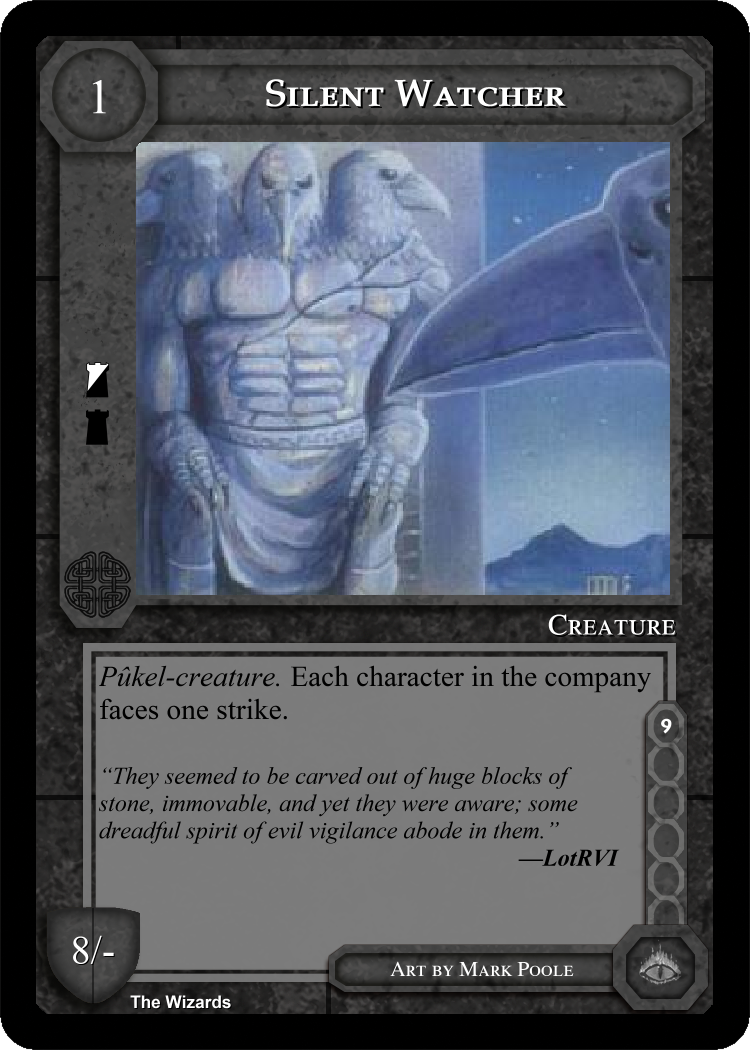 1
SILENT WATCHER
CREATURE
Pûkel-creature. Each character in the company
faces one strike.
9
“They seemed to be carved out of huge blocks of
stone, immovable, and yet they were aware; some
dreadful spirit of evil vigilance abode in them.”
—LotRVI
8/-
ART BY MARK POOLE
The Wizards